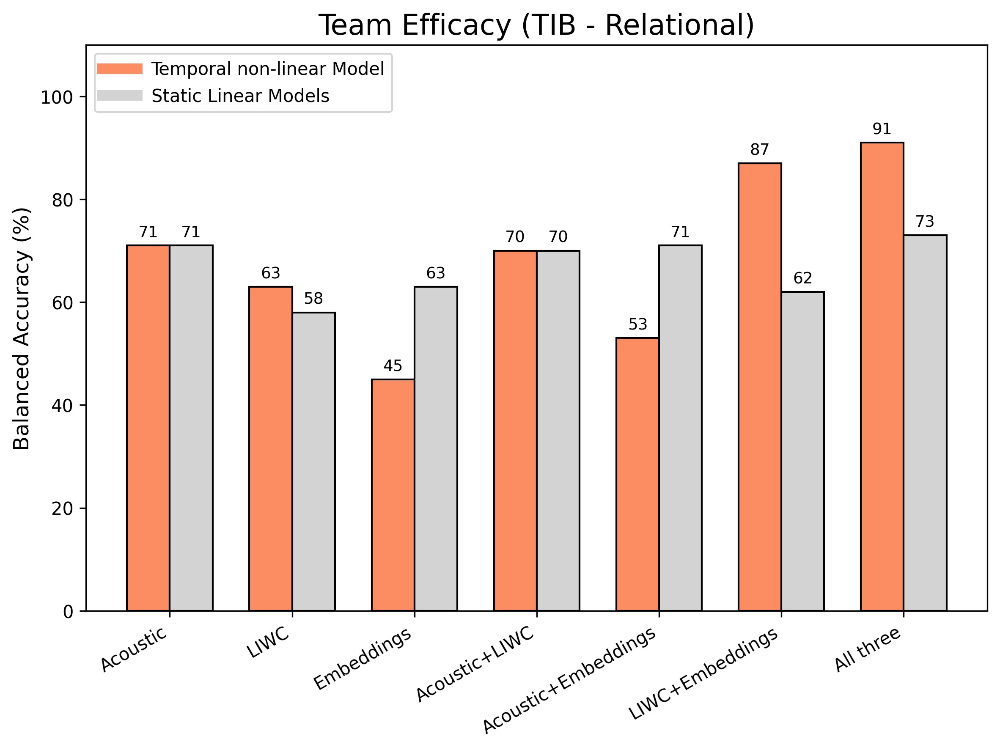 Team Efficacy (TIB - Relational)
Temporal non-linear Model
Static Linear Models
Balanced Accuracy (%)
100
80
60
40
20
0
71
71
63
58
45
63
70
70
53
71
87
62
91
73
Acoustic
LIWC
Embeddings
Acoustic+LIWC
Acoustic+Embeddings
LIWC+Embeddings
All three